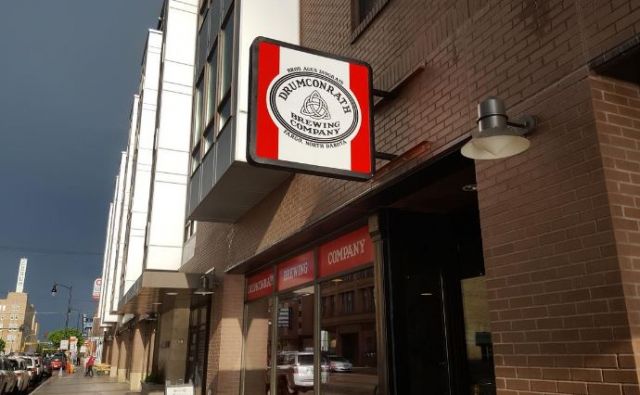 DRUMCONRATH
BREWING
COMPANY
FARGO, NORTH DAKOTA
DRUMCONRATH
BREWING
COMPANY